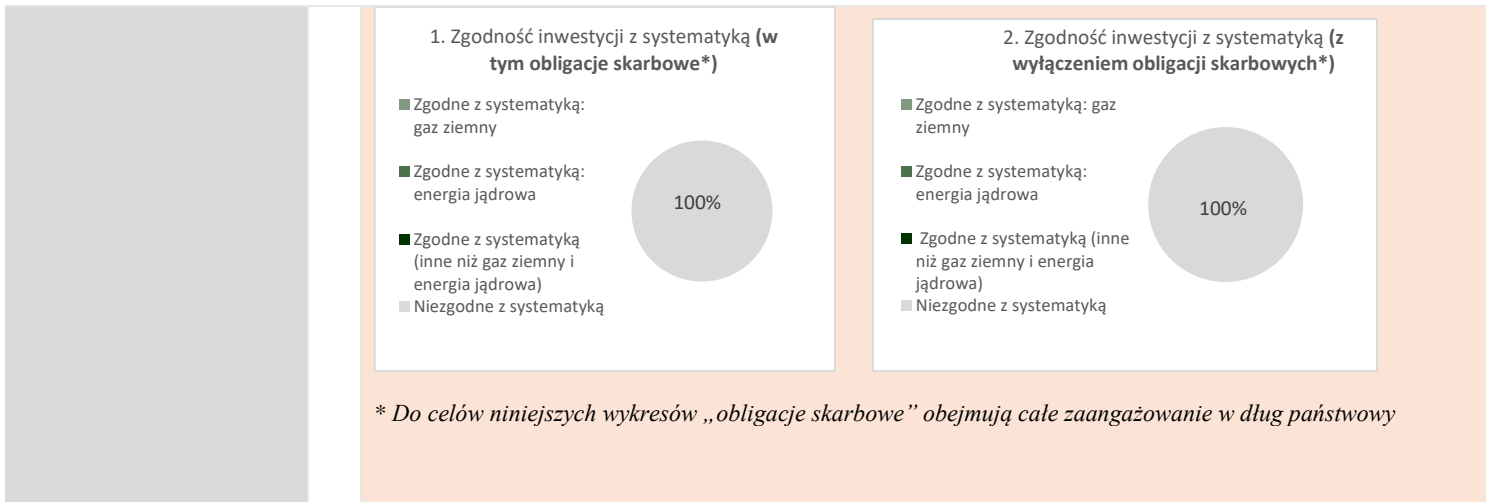 1. Zgodność inwestycji z systematyką (w
tym obligacje skarbowe*)
Zgodne z systematyką:
gaz ziemny
Zgodne z systematyką:
energia jądrowa
Zgodne z systematyką
(inne niż gaz ziemny i
energia jądrowa)
Niezgodne z systematyką
100%
2. Zgodność inwestycji z systematyką (z
wyłączeniem obligacji skarbowych*)
Zgodne z systematyką: gaz
ziemny
Zgodne z systematyką:
energia jądrowa
Zgodne z systematyką (inne
niż gaz ziemny i energia
jądrowa)
Niezgodne z systematyką
100%
* Do celów niniejszych wykresów „obligacje skarbowe” obejmują całe zaangażowanie w dług państwowy